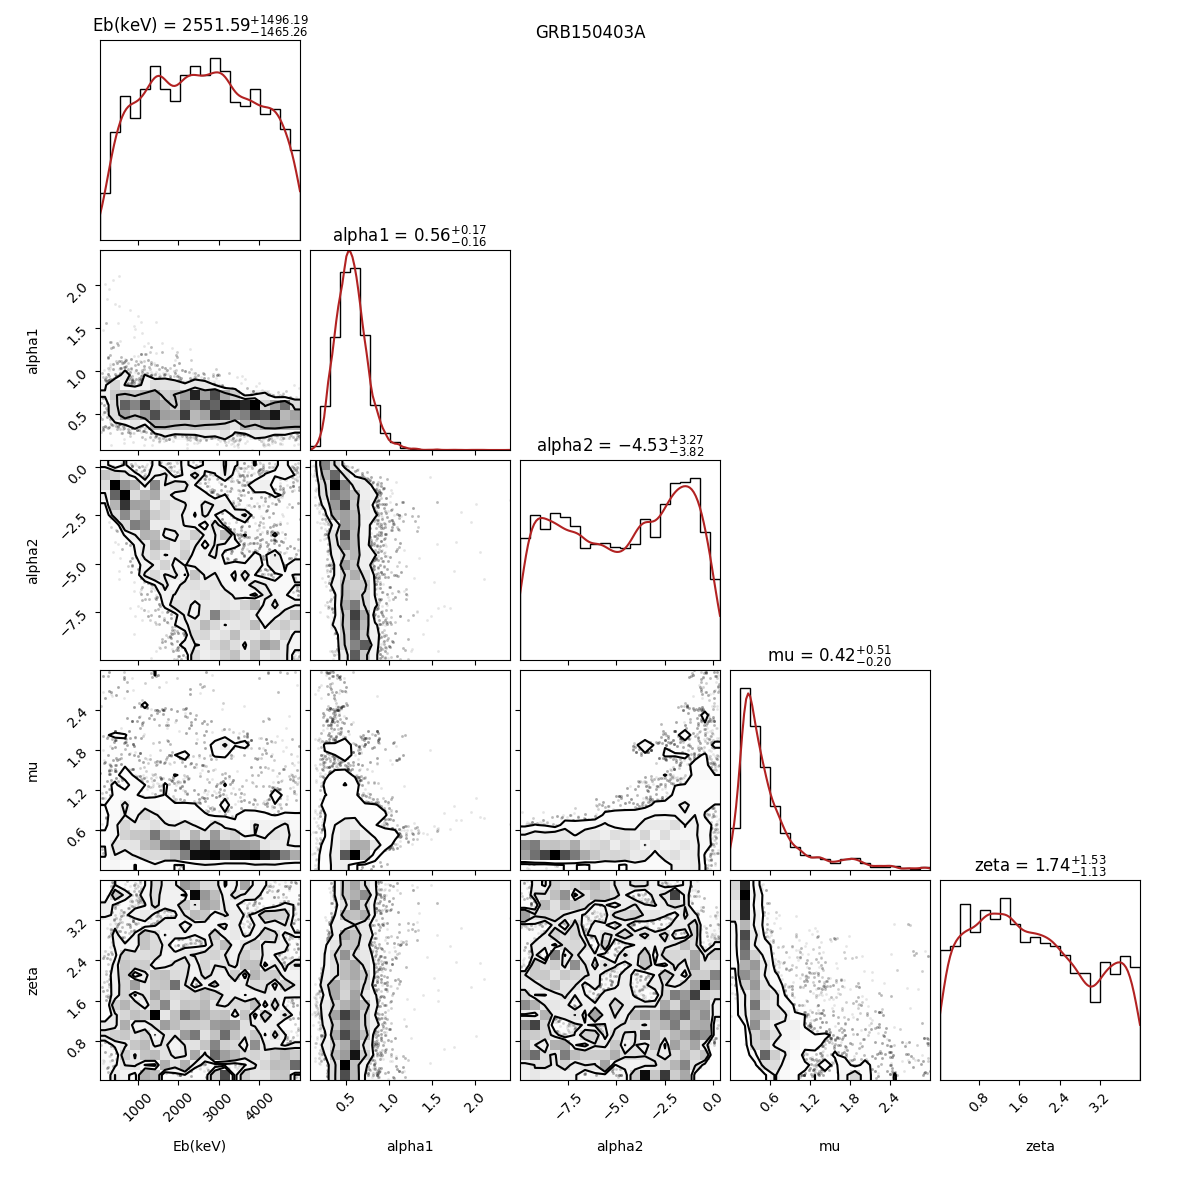 GRB150403A
Eb(keV) = 2551.59+1496.19−1465.26
alpha1 = 0.56+0.17−0.16
alpha1
2.0
1.5
1.0
0.5
alpha2 = −4.53+3.27−3.82
alpha2
0.0
−2.5
−5.0
−7.5
mu = 0.42+0.51−0.20
mu
2.4
1.8
1.2
0.6
zeta = 1.74+1.53−1.13
zeta
3.2
2.4
1.6
0.8
1000 2000 3000 4000 0.5 1.0 1.5 2.0 −7.5 −5.0 −2.5 0.0 0.6 1.2 1.8 2.4 0.8 1.6 2.4 3.2
Eb(keV) alpha1 alpha2 mu zeta